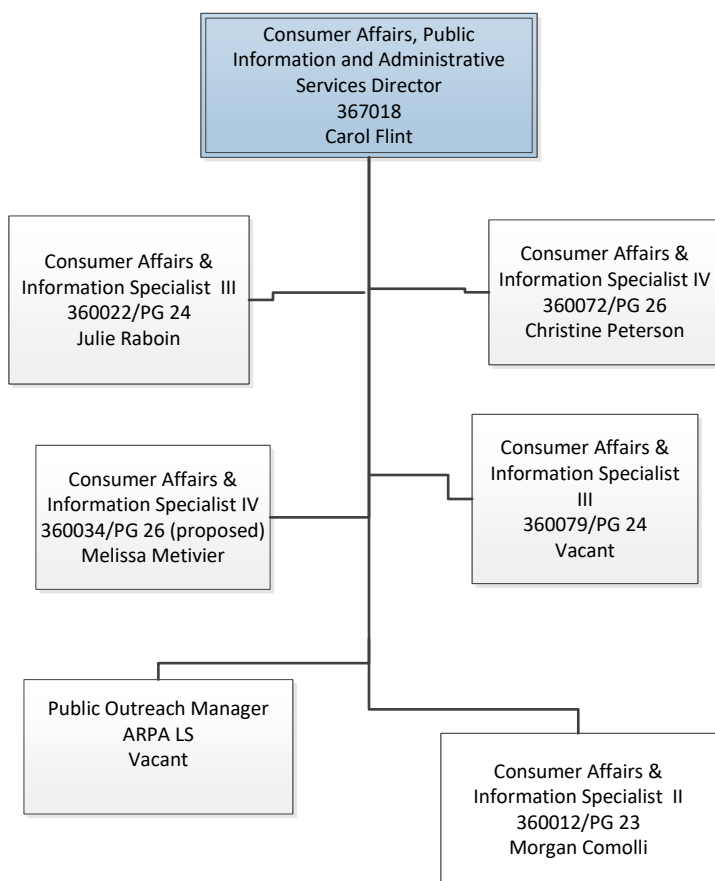 Consumer Affairs, Public
Information and Administrative
Services Director
367018
Carol Flint
Consumer Affairs &
Information Specialist III
360022/PG 24
Julie Raboin
Consumer Affairs &
Information Specialist IV
360072/PG 26
Christine Peterson
Consumer Affairs &
Information Specialist IV
360034/PG 26 (proposed)
Melissa Metivier
Consumer Affairs &
Information Specialist
III
360079/PG 24
Vacant
Public Outreach Manager
ARPA LS
Vacant
Consumer Affairs &
Information Specialist II
360012/PG 23
Morgan Comolli